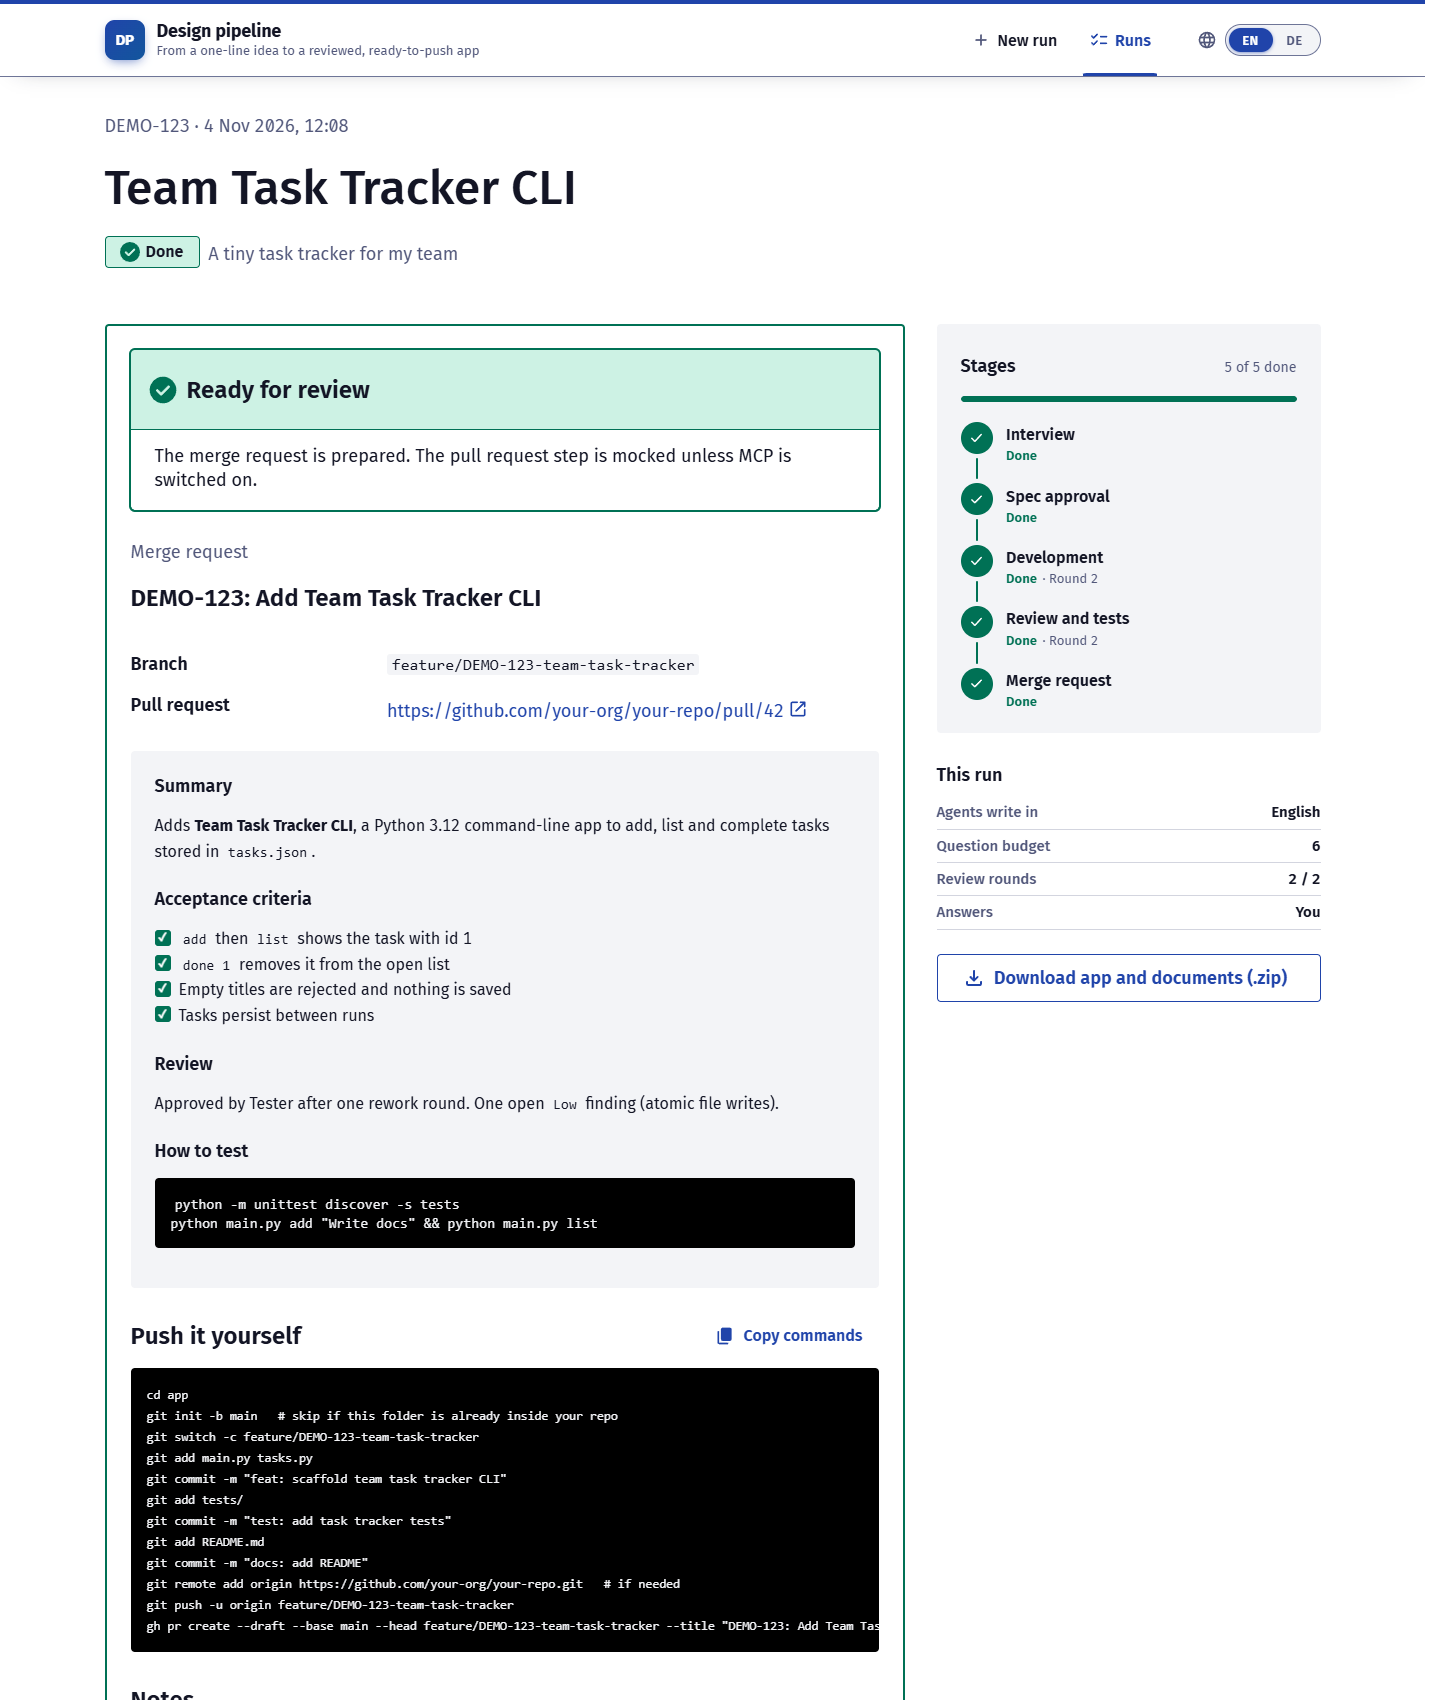 DP
Design pipeline
From a one-line idea to a reviewed, ready-to-push app
New run
Runs
EN
DE
DEMO-123 · 4 Nov 2026, 12:08
Team Task Tracker CLI
Done
A tiny task tracker for my team
Ready for review
The merge request is prepared. The pull request step is mocked unless MCP is
switched on.
Merge request
DEMO-123: Add Team Task Tracker CLI
Branch
feature/DEMO-123-team-task-tracker
Pull request
https://github.com/your-org/your-repo/pull/42
Summary
Adds Team Task Tracker CLI, a Python 3.12 command-line app to add, list and complete tasks
stored in tasks.json.
Acceptance criteria
add then list shows the task with id 1
done 1 removes it from the open list
Empty titles are rejected and nothing is saved
Tasks persist between runs
Review
Approved by Tester after one rework round. One open Low finding (atomic file writes).
How to test
python -m unittest discover -s tests
python main.py add "Write docs" && python main.py list
Push it yourself
Copy commands
cd app
git init -b main   # skip if this folder is already inside your repo
git switch -c feature/DEMO-123-team-task-tracker
git add main.py tasks.py
git commit -m "feat: scaffold team task tracker CLI"
git add tests/
git commit -m "test: add task tracker tests"
git add README.md
git commit -m "docs: add README"
git remote add origin https://github.com/your-org/your-repo.git   # if needed
git push -u origin feature/DEMO-123-team-task-tracker
gh pr create --draft --base main --head feature/DEMO-123-team-task-tracker --title "DEMO-123: Add Team Tas
Notes
Stages
5 of 5 done
Interview
Done
Spec approval
Done
Development
Done · Round 2
Review and tests
Done · Round 2
Merge request
Done
This run
Agents write in
English
Question budget
6
Review rounds
2 / 2
Answers
You
Download app and documents (.zip)